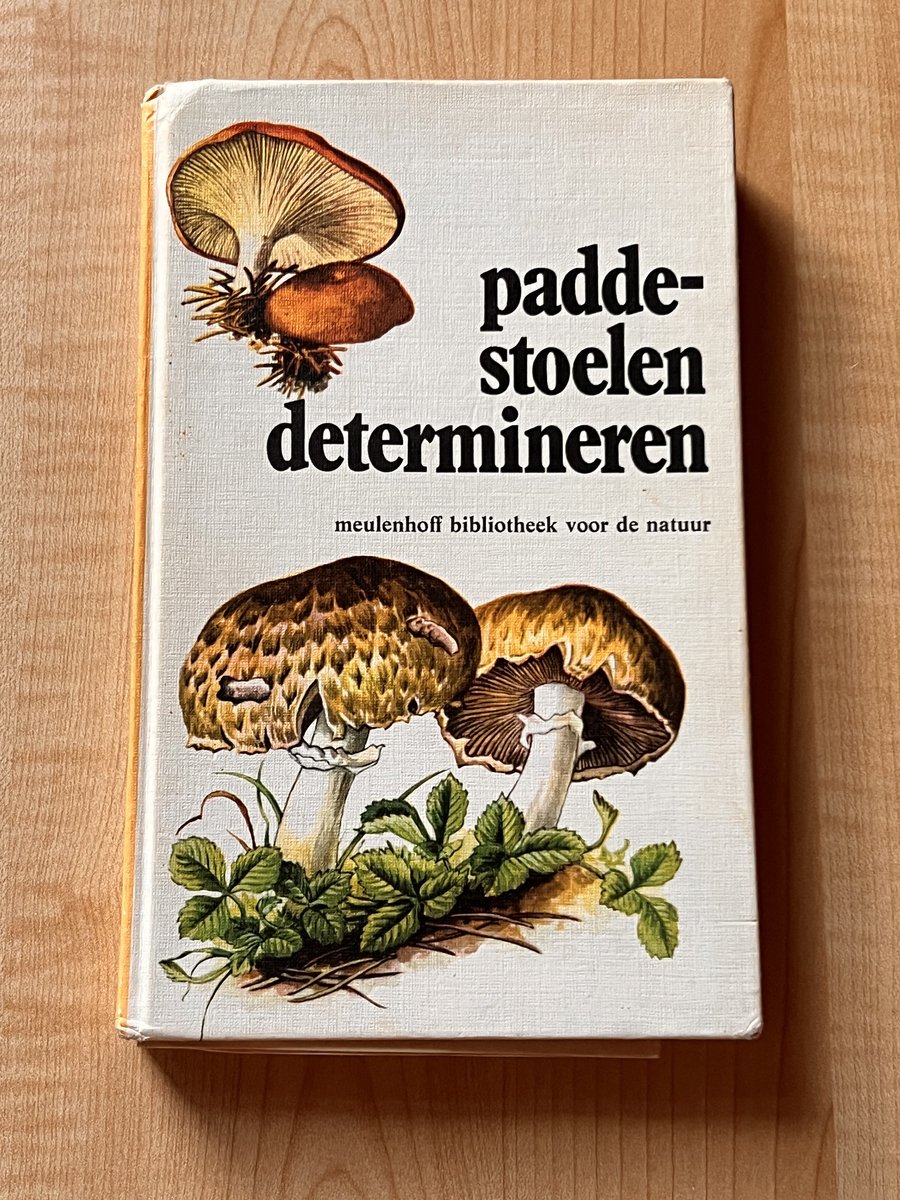 padde-
stoelen
determineren
meulenhoff bibliotheek voor de natuur